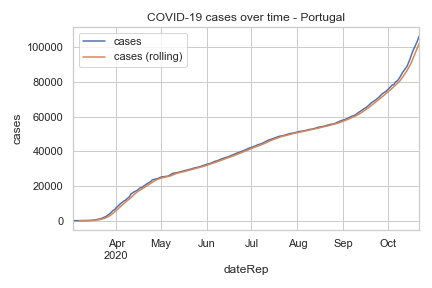 COVID-19 cases over time - Portugal
cases
cases (rolling)
100000
80000
60000
40000
20000
0
cases
Apr May Jun Jul Aug Sep Oct
2020
dateRep